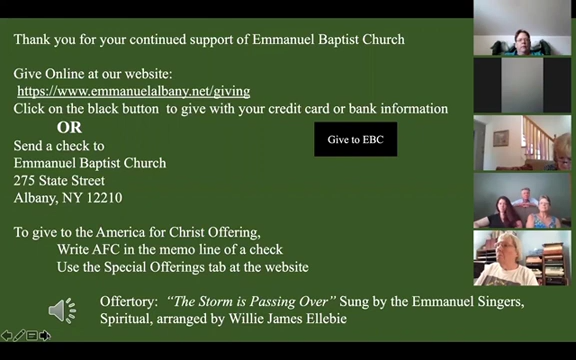 Thank you for your continued support of Emmanuel Baptist Church
Give Online at our website:
https://www.emmanuelalbany.net/giving
Click on the black button to give with your credit card or bank information
OR
Send a check to
Emmanuel Baptist Church
275 State Street
Albany, NY 12210
Give to EBC
To give to the America for Christ Offering,
Write AFC in the memo line of a check
Use the Special Offerings tab at the website
Offertory: “The Storm is Passing Over” Sung by the Emmanuel Singers,
Spiritual, arranged by Willie James Ellebie